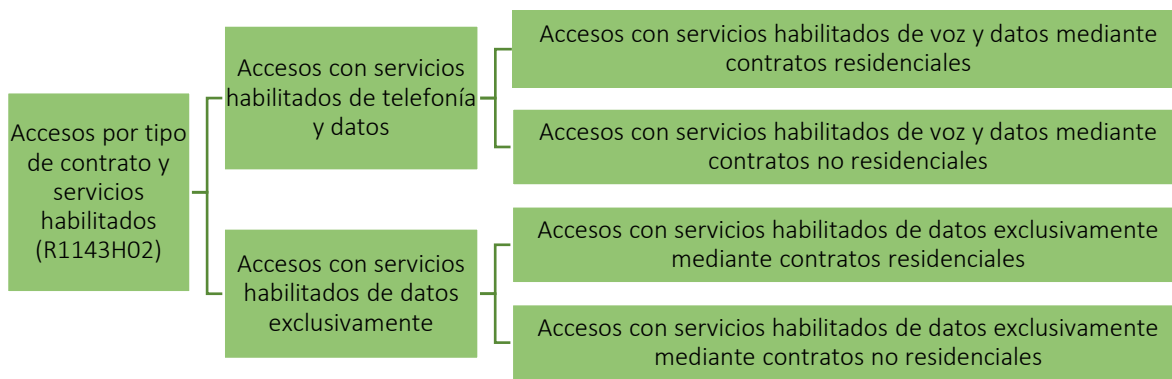 Accesos por tipo
de contrato y
servicios
habilitados
(R1143H02)
Accesos con servicios
habilitados de telefonía
y datos
Accesos con servicios habilitados de voz y datos mediante
contratos residenciales
Accesos con servicios habilitados de voz y datos mediante
contratos no residenciales
Accesos con servicios
habilitados de datos
exclusivamente
Accesos con servicios habilitados de datos exclusivamente
mediante contratos residenciales
Accesos con servicios habilitados de datos exclusivamente
mediante contratos no residenciales